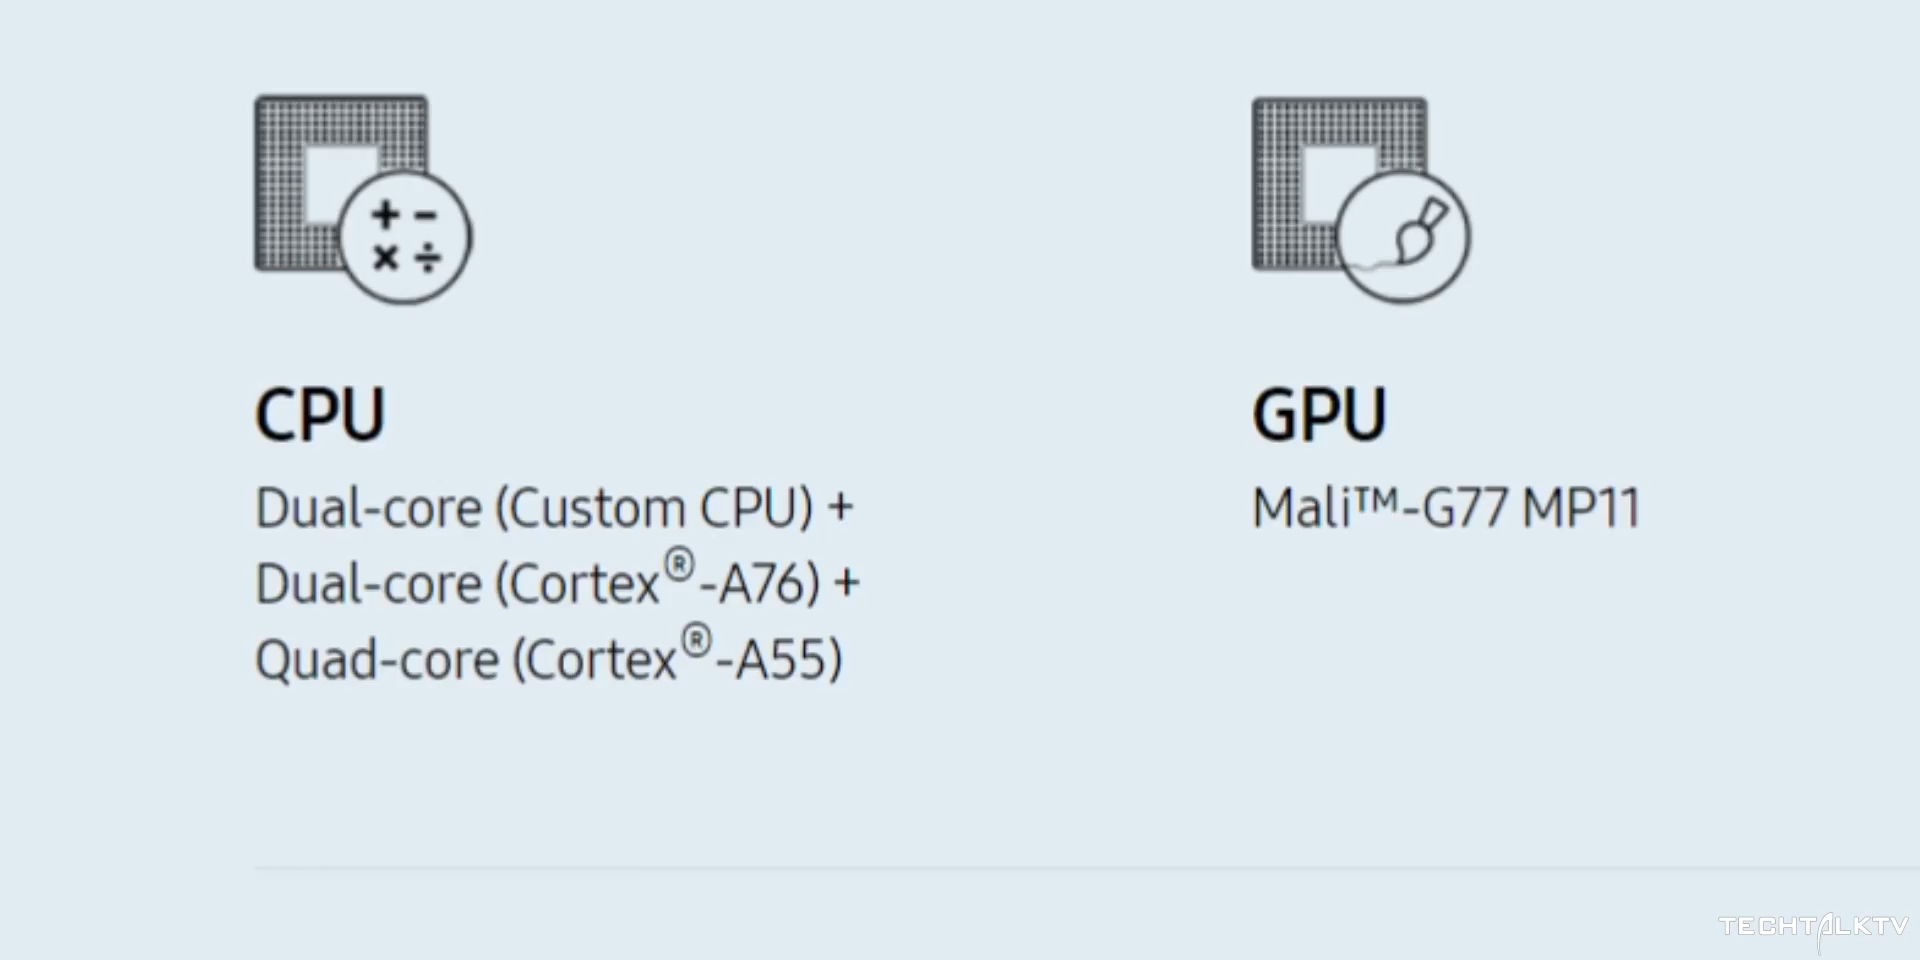 CPU
Dual-core (Custom CPU) +
Dual-core (Cortex®-A76) +
Quad-core (Cortex®-A55)
GPU
Mali™-G77 MP11
TECHTALKTV